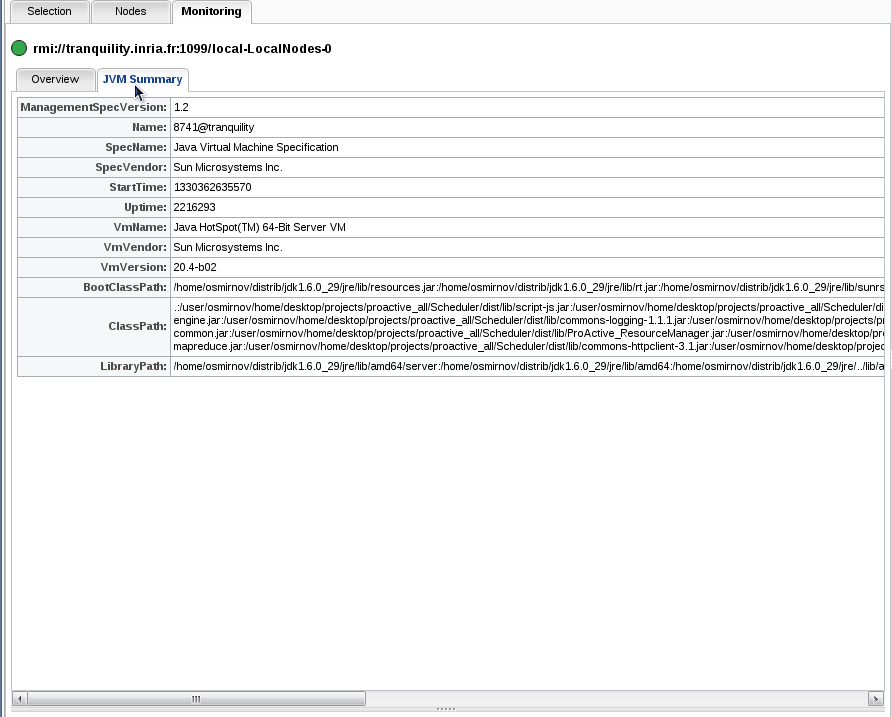 Selection Nodes Monitoring
rmi://tranquility.inria.fr:1099/local-LocalNodes-0
Overview JVM Summary
ManagementSpecVersion: 1.2
Name: 8741@tranquility
SpecName: Java Virtual Machine Specification
SpecVendor: Sun Microsystems Inc.
StartTime: 1330362635570
Uptime: 2216293
VmName: Java HotSpot(TM) 64-Bit Server VM
VmVendor: Sun Microsystems Inc.
VmVersion: 20.4-b02
BootClassPath: /home/osmirnov/distrib/jdk1.6.0_29/jre/lib/resources.jar:/home/osmirnov/distrib/jdk1.6.0_29/jre/lib/rt.jar:/home/osmirnov/distrib/jdk1.6.0_29/jre/lib/sunrs
.:/user/osmirnov/home/desktop/projects/proactive_all/Scheduler/dist/lib/script-js.jar:/user/osmirnov/home/desktop/projects/proactive_all/Scheduler/di
engine.jar:/user/osmirnov/home/desktop/projects/proactive_all/Scheduler/dist/lib/commons-logging-1.1.1.jar:/user/osmirnov/home/desktop/projects/pr
ClassPath: common.jar:/user/osmirnov/home/desktop/projects/proactive_all/Scheduler/dist/lib/ProActive_ResourceManager.jar:/user/osmirnov/home/desktop/pro
mapreduce.jar:/user/osmirnov/home/desktop/projects/proactive_all/Scheduler/dist/lib/commons-httpclient-3.1.jar:/user/osmirnov/home/desktop/projec
LibraryPath: /home/osmirnov/distrib/jdk1.6.0_29/jre/lib/amd64/server:/home/osmirnov/distrib/jdk1.6.0_29/jre/lib/amd64:/home/osmirnov/distrib/jdk1.6.0_29/jre/../lib/a